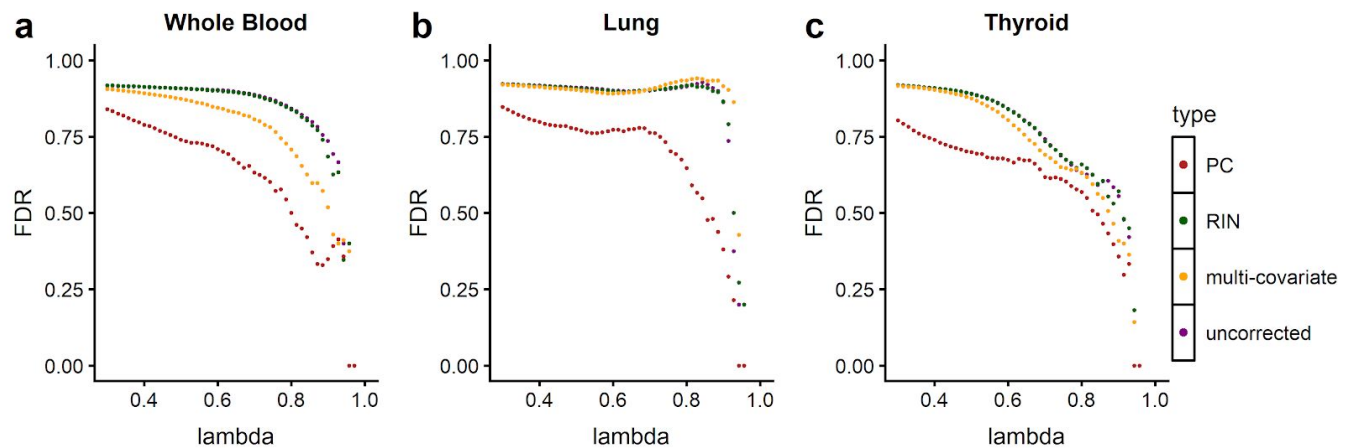 a Whole Blood
1.00
0.75
0.50
0.25
0.00
FDR
0.4 0.6 0.8 1.0
lambda
b Lung
1.00
0.75
0.50
0.25
0.00
FDR
0.4 0.6 0.8 1.0
lambda
c Thyroid
1.00
0.75
0.50
0.25
0.00
FDR
0.4 0.6 0.8 1.0
lambda
type
PC
RIN
multi-covariate
uncorrected